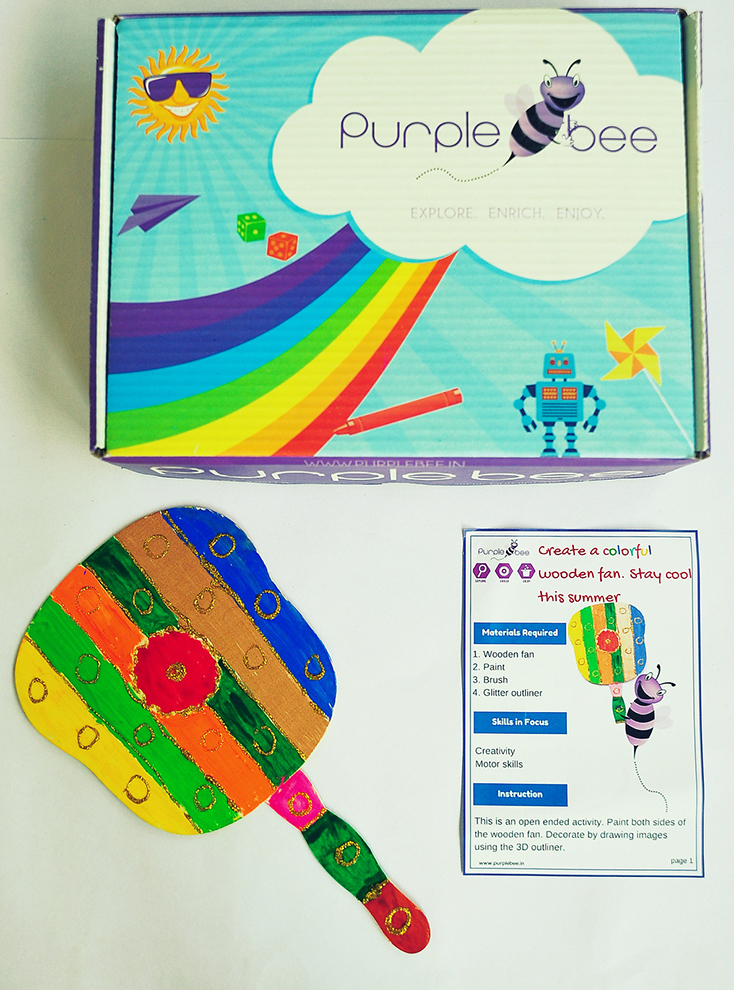 purple bee
EXPLORE. ENRICH. ENJOY.
WWW.PURPLEBEE.IN
purple bee
Purple bee
Create a colorful
wooden fan. Stay cool
this summer
Materials Required
1. Wooden fan
2. Paint
3. Brush
4. Glitter outliner
Skills in Focus
Creativity
Motor skills
Instruction
This is an open ended activity. Paint both sides of
the wooden fan. Decorate by drawing images
using the 3D outliner.
www.purplebee.in
page 1